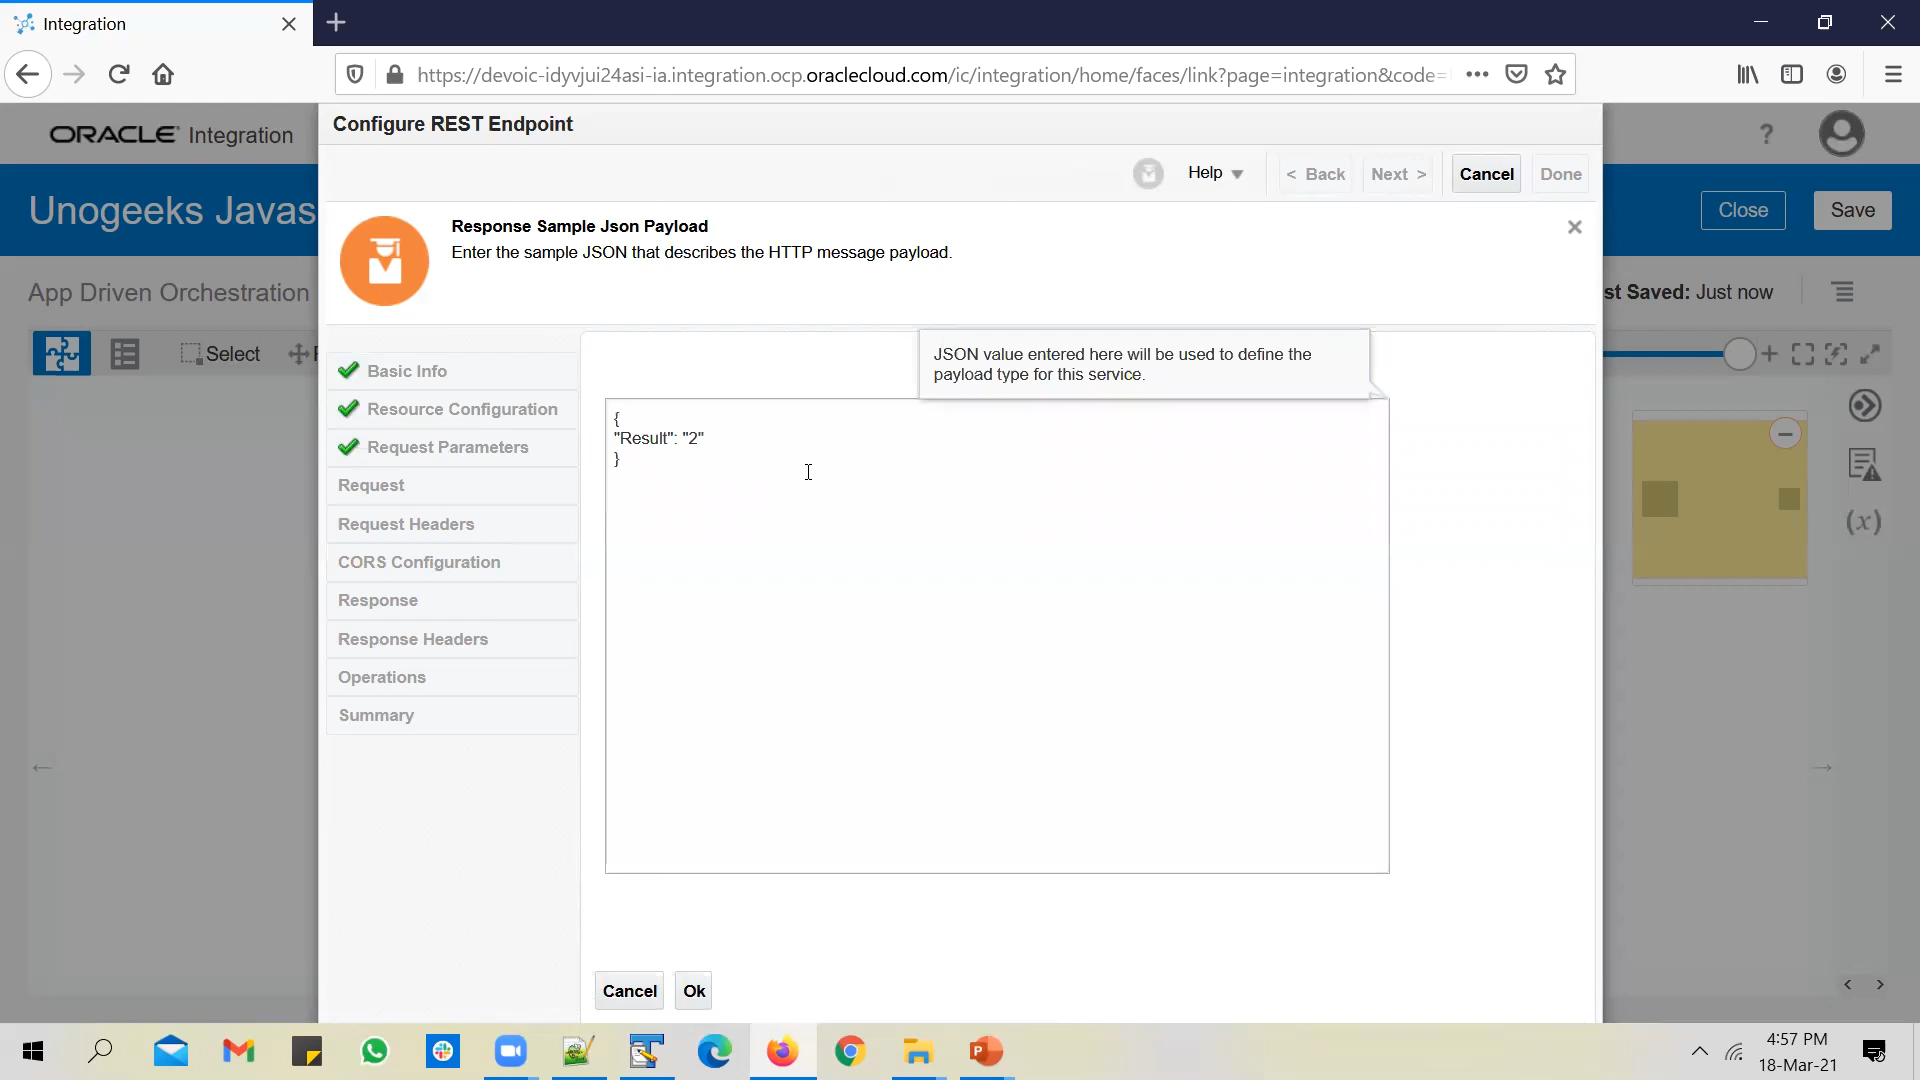 Integration
https://devoic-idyvjui24asi-ia.integration.ocp.oraclecloud.com/ic/integration/home/faces/link?page=integration&code=
Configure REST Endpoint
ORACLE Integration
?
Help
< Back
Next >
Cancel
Done
Unogeeks Javas
Response Sample Json Payload
Enter the sample JSON that describes the HTTP message payload.
Close
Save
App Driven Orchestration
st Saved: Just now
Select
JSON value entered here will be used to define the
payload type for this service.
Basic Info
Resource Configuration
Request Parameters
Request
Request Headers
CORS Configuration
Response
Response Headers
Operations
Summary
{
"Result": "2"
}
(x)
Cancel
Ok
4:57 PM
18-Mar-21